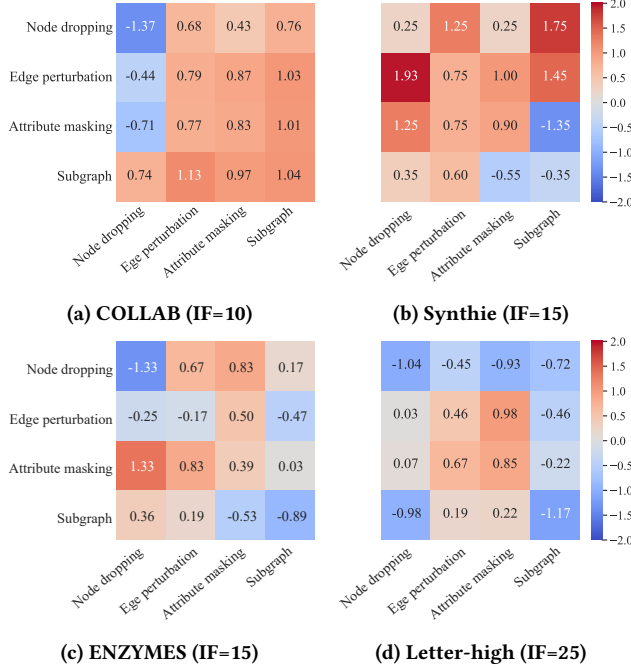 Node dropping -1.37 0.68 0.43 0.76
Edge perturbation -0.44 0.79 0.87 1.03
Attribute masking -0.71 0.77 0.83 1.01
Subgraph 0.74 1.13 0.97 1.04
Node dropping Ege perturbation Attribute masking Subgraph
(a) COLLAB (IF=10)
0.25 1.25 0.25 1.75
1.93 0.75 1.00 1.45
1.25 0.75 0.90 -1.35
0.35 0.60 -0.55 -0.35
Node dropping Ege perturbation Attribute masking Subgraph
2.0
1.5
1.0
0.5
0.0
-0.5
-1.0
-1.5
-2.0
(b) Synthie (IF=15)
Node dropping -1.33 0.67 0.83 0.17
Edge perturbation -0.25 -0.17 0.50 -0.47
Attribute masking 1.33 0.83 0.39 0.03
Subgraph 0.36 0.19 -0.53 -0.89
Node dropping Ege perturbation Attribute masking Subgraph
(c) ENZYMES (IF=15)
-1.04 -0.45 -0.93 -0.72
0.03 0.46 0.98 -0.46
0.07 0.67 0.85 -0.22
-0.98 0.19 0.22 -1.17
Node dropping Ege perturbation Attribute masking Subgraph
2.0
1.5
1.0
0.5
0.0
-0.5
-1.0
-1.5
-2.0
(d) Letter-high (IF=25)